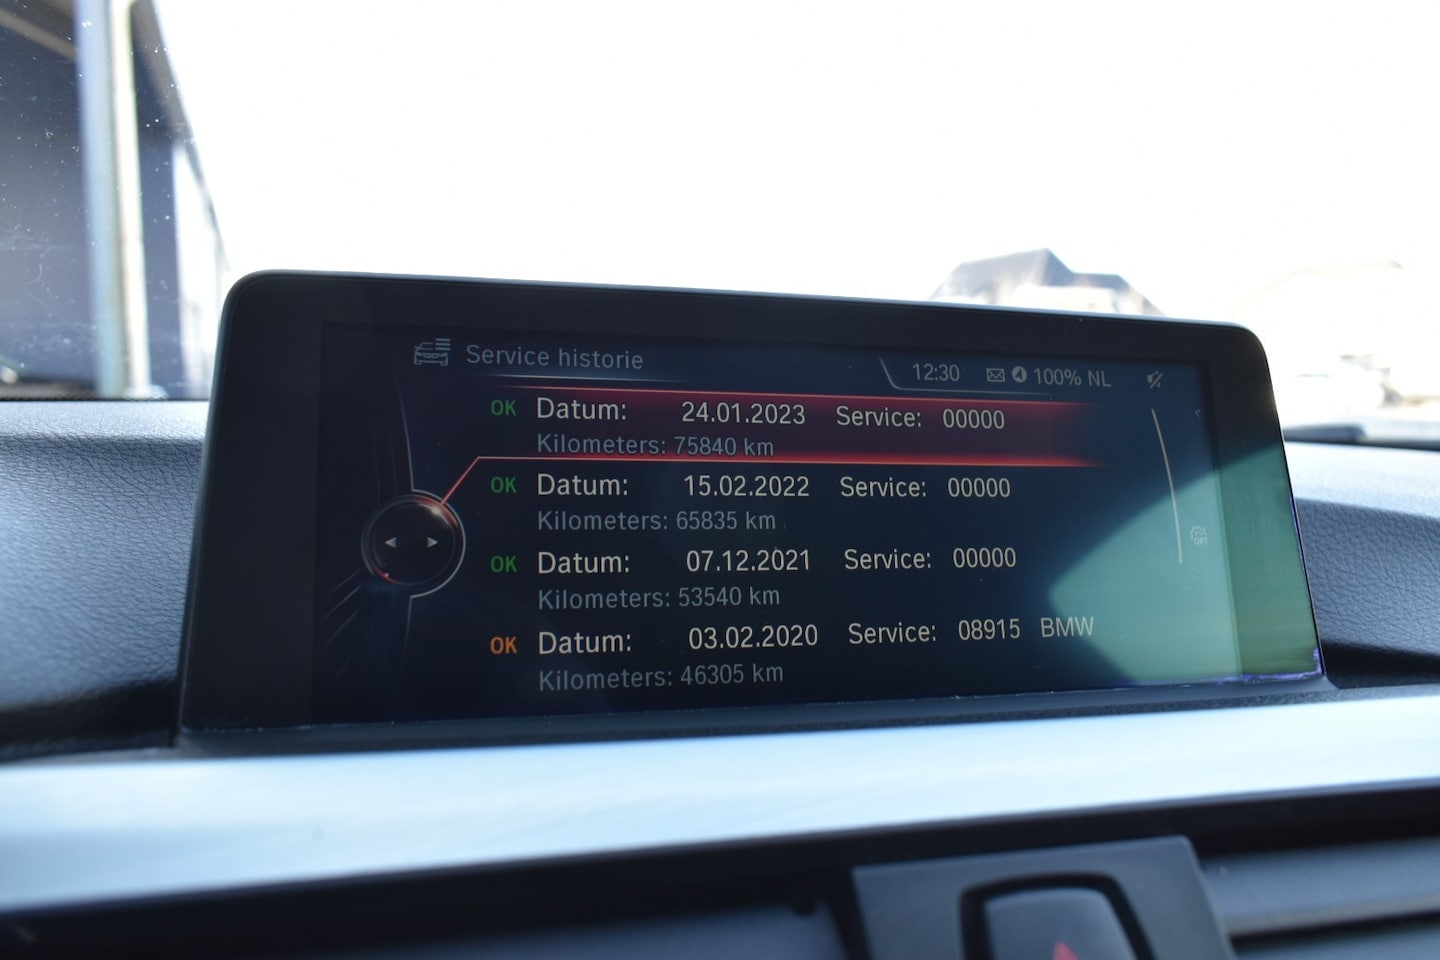 Service historie
12:30 100% NL
OK Datum: 24.01.2023 Service: 00000
Kilometers: 75840 km
OK Datum: 15.02.2022 Service: 00000
Kilometers: 65835 km
OK Datum: 07.12.2021 Service: 00000
Kilometers: 53540 km
OK Datum: 03.02.2020 Service: 08915 BMW
Kilometers: 46305 km
OPT